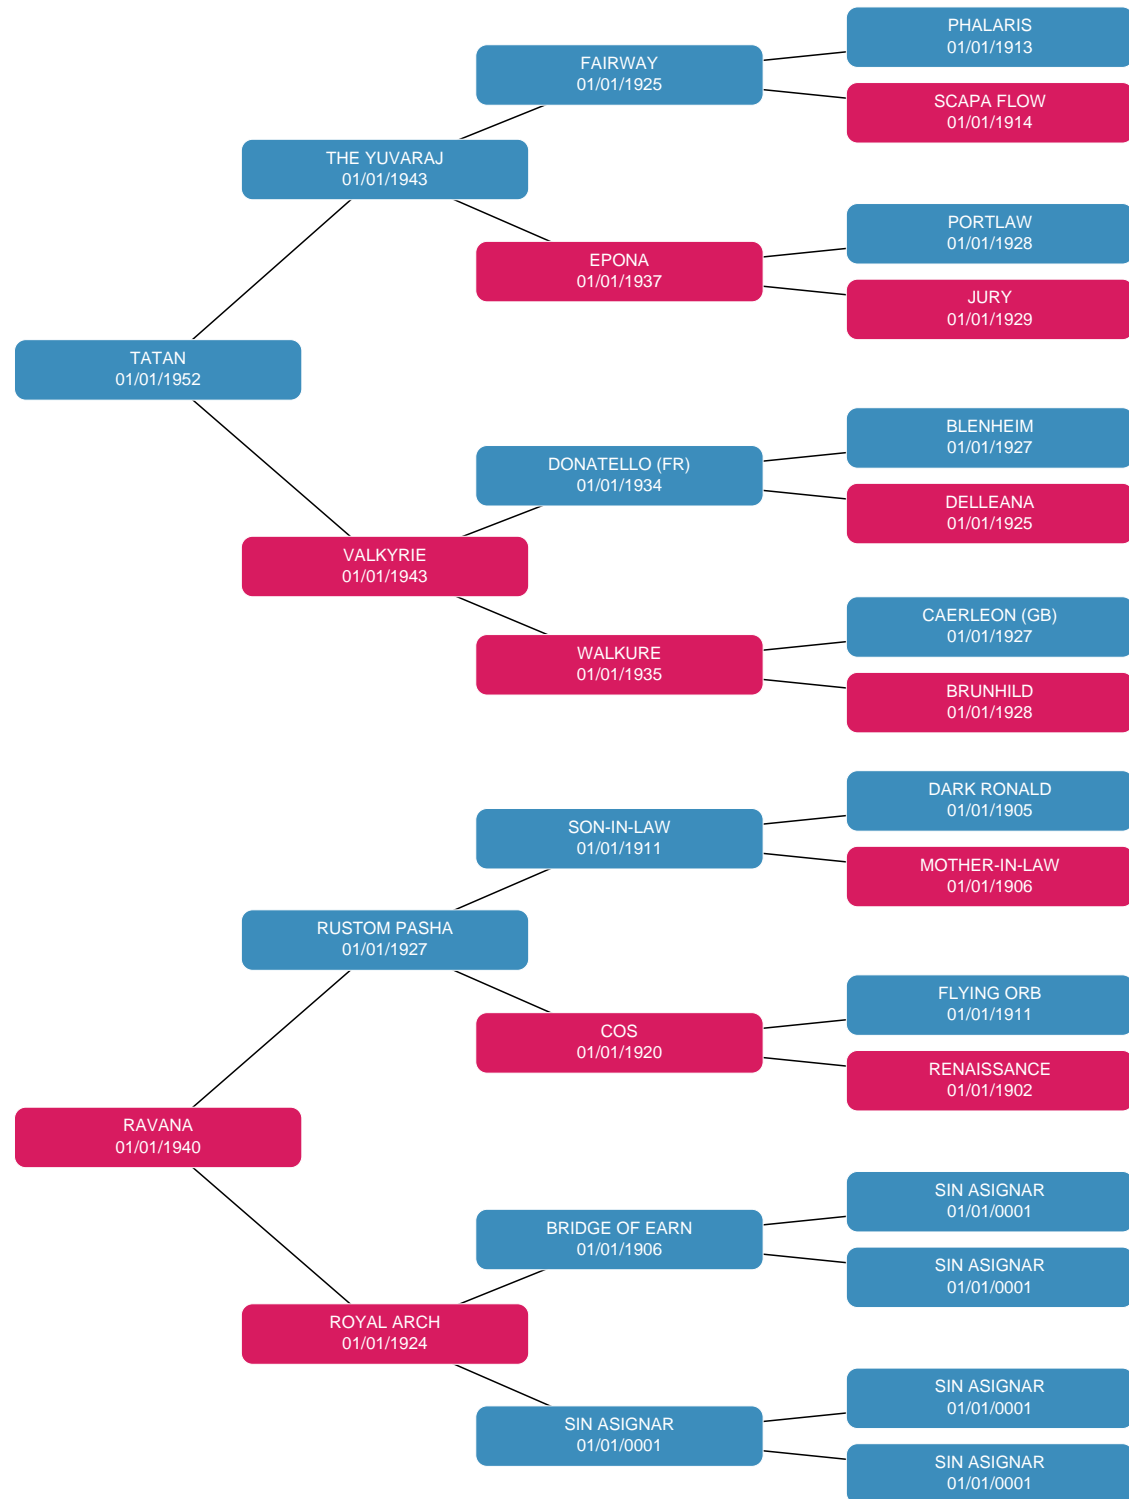 PHALARIS
01/01/1913
FAIRWAY
01/01/1925
SCAPA FLOW
01/01/1914
THE YUVARAJ
01/01/1943
PORTLAW
01/01/1928
EPONA
01/01/1937
JURY
01/01/1929
TATAN
01/01/1952
BLENHEIM
01/01/1927
DONATELLO (FR)
01/01/1934
DELLEANA
01/01/1925
VALKYRIE
01/01/1943
CAERLEON (GB)
01/01/1927
WALKURE
01/01/1935
BRUNHILD
01/01/1928
DARK RONALD
01/01/1905
SON-IN-LAW
01/01/1911
MOTHER-IN-LAW
01/01/1906
RUSTOM PASHA
01/01/1927
FLYING ORB
01/01/1911
COS
01/01/1920
RENAISSANCE
01/01/1902
RAVANA
01/01/1940
SIN ASIGNAR
01/01/0001
BRIDGE OF EARN
01/01/1906
SIN ASIGNAR
01/01/0001
ROYAL ARCH
01/01/1924
SIN ASIGNAR
01/01/0001
SIN ASIGNAR
01/01/0001
SIN ASIGNAR
01/01/0001